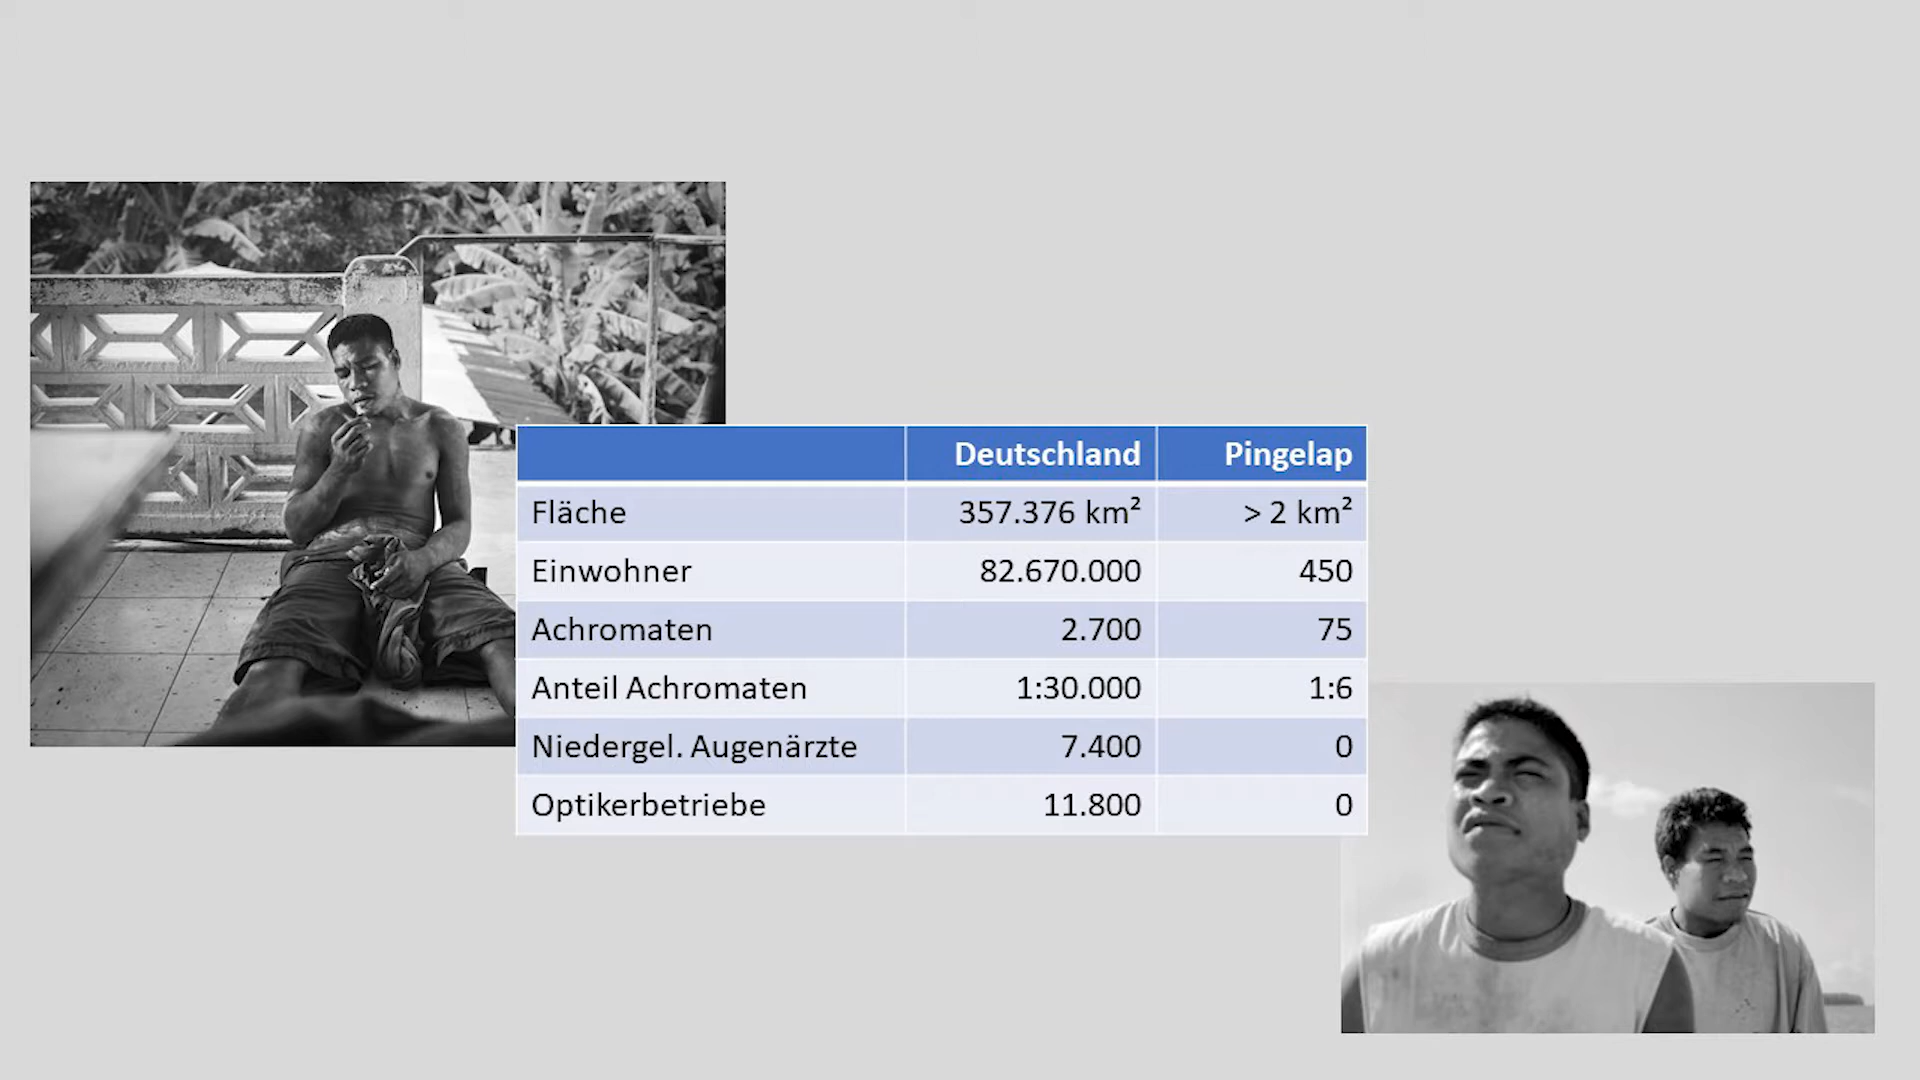 Deutschland Pingelap
Fläche 357.376 km² > 2 km²
Einwohner 82.670.000 450
Achromaten 2.700 75
Anteil Achromaten 1:30.000 1:6
Niedergel. Augenärzte 7.400 0
Optikerbetriebe 11.800 0